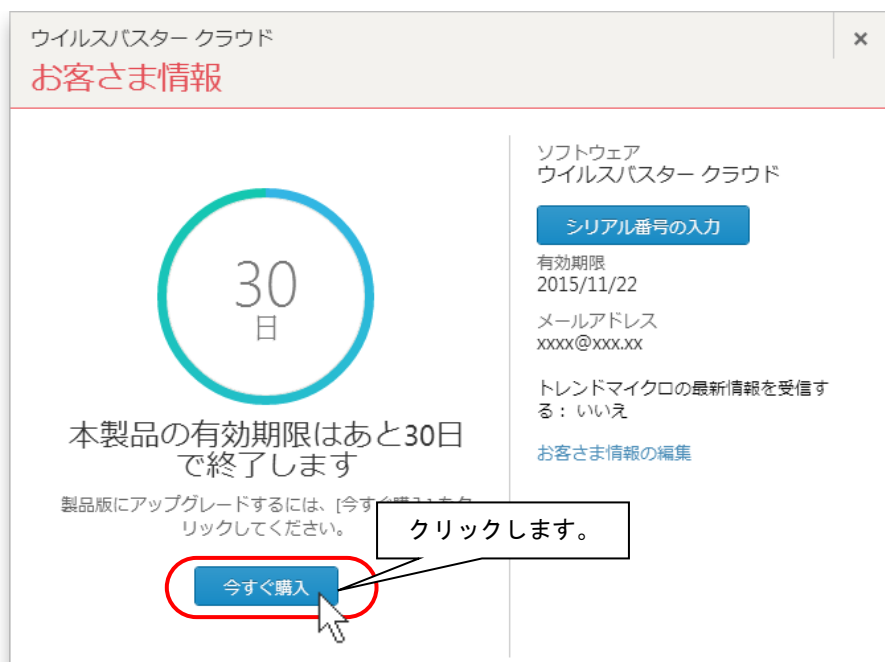 ウイルスバスター クラウド
お客さま情報
30
日
本製品の有効期限はあと30日
で終了します
製品版にアップグレードするには、[今すぐ
リックしてください。
クリックします。
今すぐ購入
ソフトウェア
ウイルスバスター クラウド
シリアル番号の入力
有効期限
2015/11/22
メールアドレス
xxxx@xxx.xx
トレンドマイクロの最新情報を受信す
る： いいえ
お客さま情報の編集